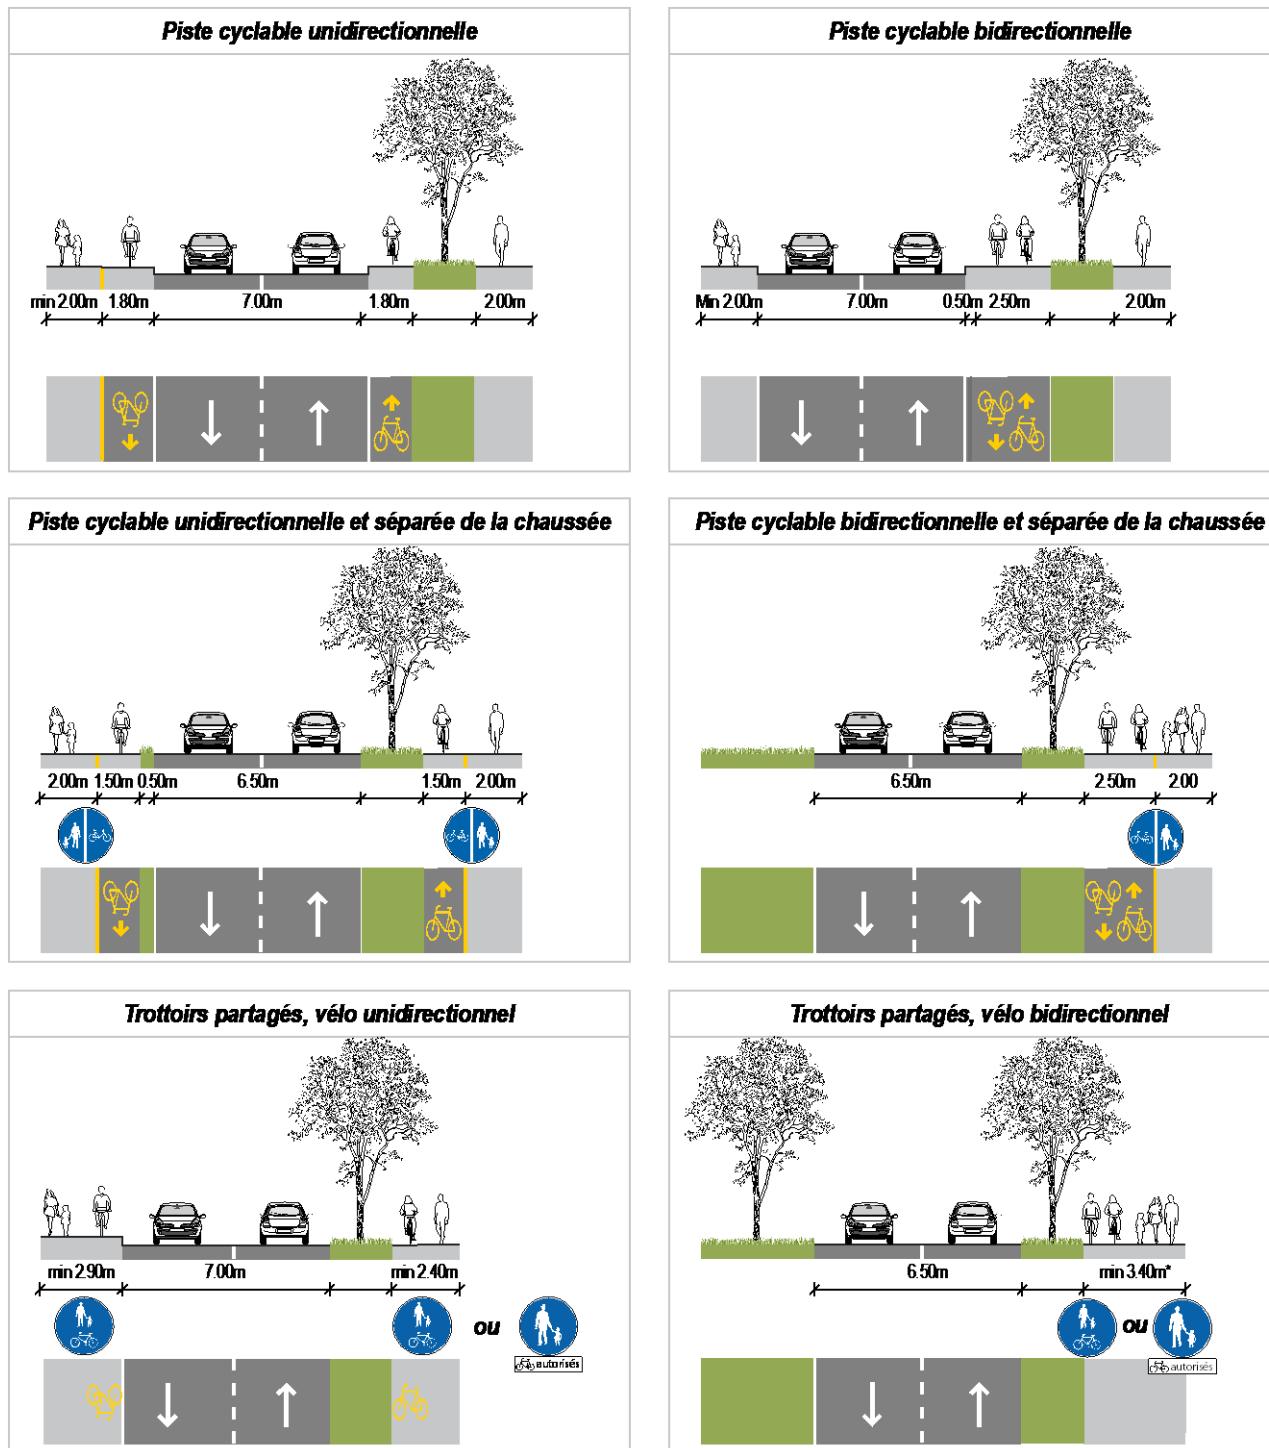 Piste cyclable unidirectionnelle
min 2.00m 1.80m 7.00m 1.80m 2.00m
Piste cyclable bidirectionnelle
Min 2.00m 7.00m 0.50m 2.50m 2.00m
Piste cyclable unidirectionnelle et séparée de la chaussée
2.00m 1.50m 0.50m 6.50m 1.50m 2.00m
Piste cyclable bidirectionnelle et séparée de la chaussée
6.50m 2.50m 2.00
Trottoirs partagés, vélo unidirectionnel
min 2.90m 7.00m min 2.40m
ou
autorisés
Trottoirs partagés, vélo bidirectionnel
6.50m min 3.40m*
ou
autorisés